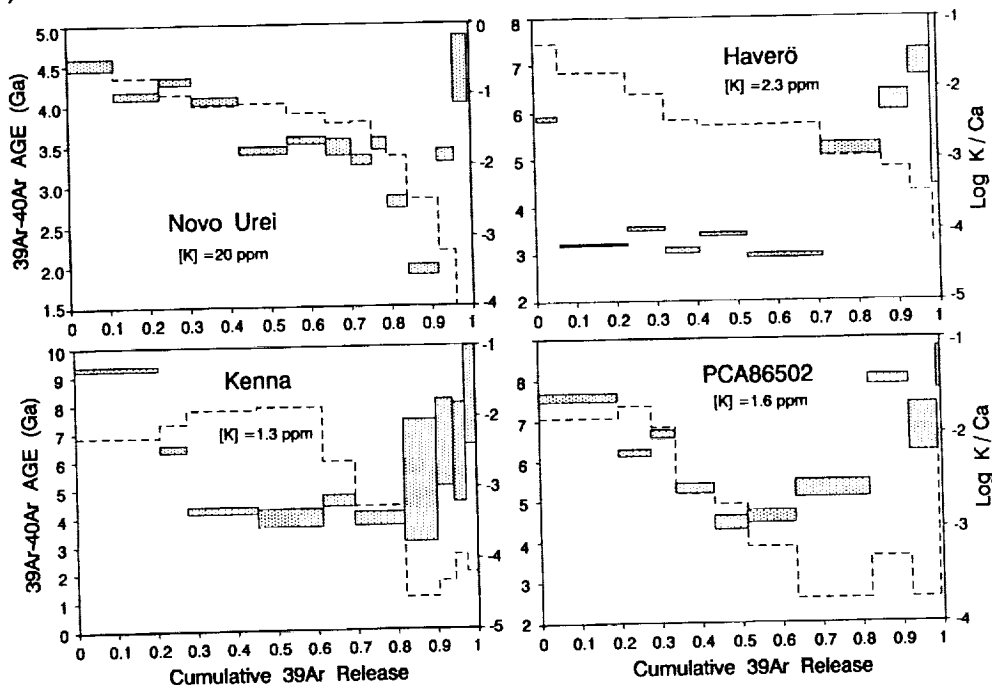 39Ar-40Ar AGE (Ga)
5.0
4.5
4.0
3.5
3.0
2.5
2.0
1.5
Novo Urei
[K] =20 ppm
0
-1
-2
-3
-4
0 0.1 0.2 0.3 0.4 0.5 0.6 0.7 0.8 0.9 1
8
7
6
5
4
3
2
Haverö
[K] =2.3 ppm
-1
-2
-3
-4
-5
Log K / Ca
0 0.1 0.2 0.3 0.4 0.5 0.6 0.7 0.8 0.9 1
39Ar-40Ar AGE (Ga)
10
9
8
7
6
5
4
3
2
1
0
Kenna
[K] =1.3 ppm
-1
-2
-3
-4
-5
0 0.1 0.2 0.3 0.4 0.5 0.6 0.7 0.8 0.9 1
Cumulative 39Ar Release
8
7
6
5
4
3
2
PCA86502
[K] =1.6 ppm
-1
-2
-3
-4
Log K / Ca
0 0.1 0.2 0.3 0.4 0.5 0.6 0.7 0.8 0.9 1
Cumulative 39Ar Release